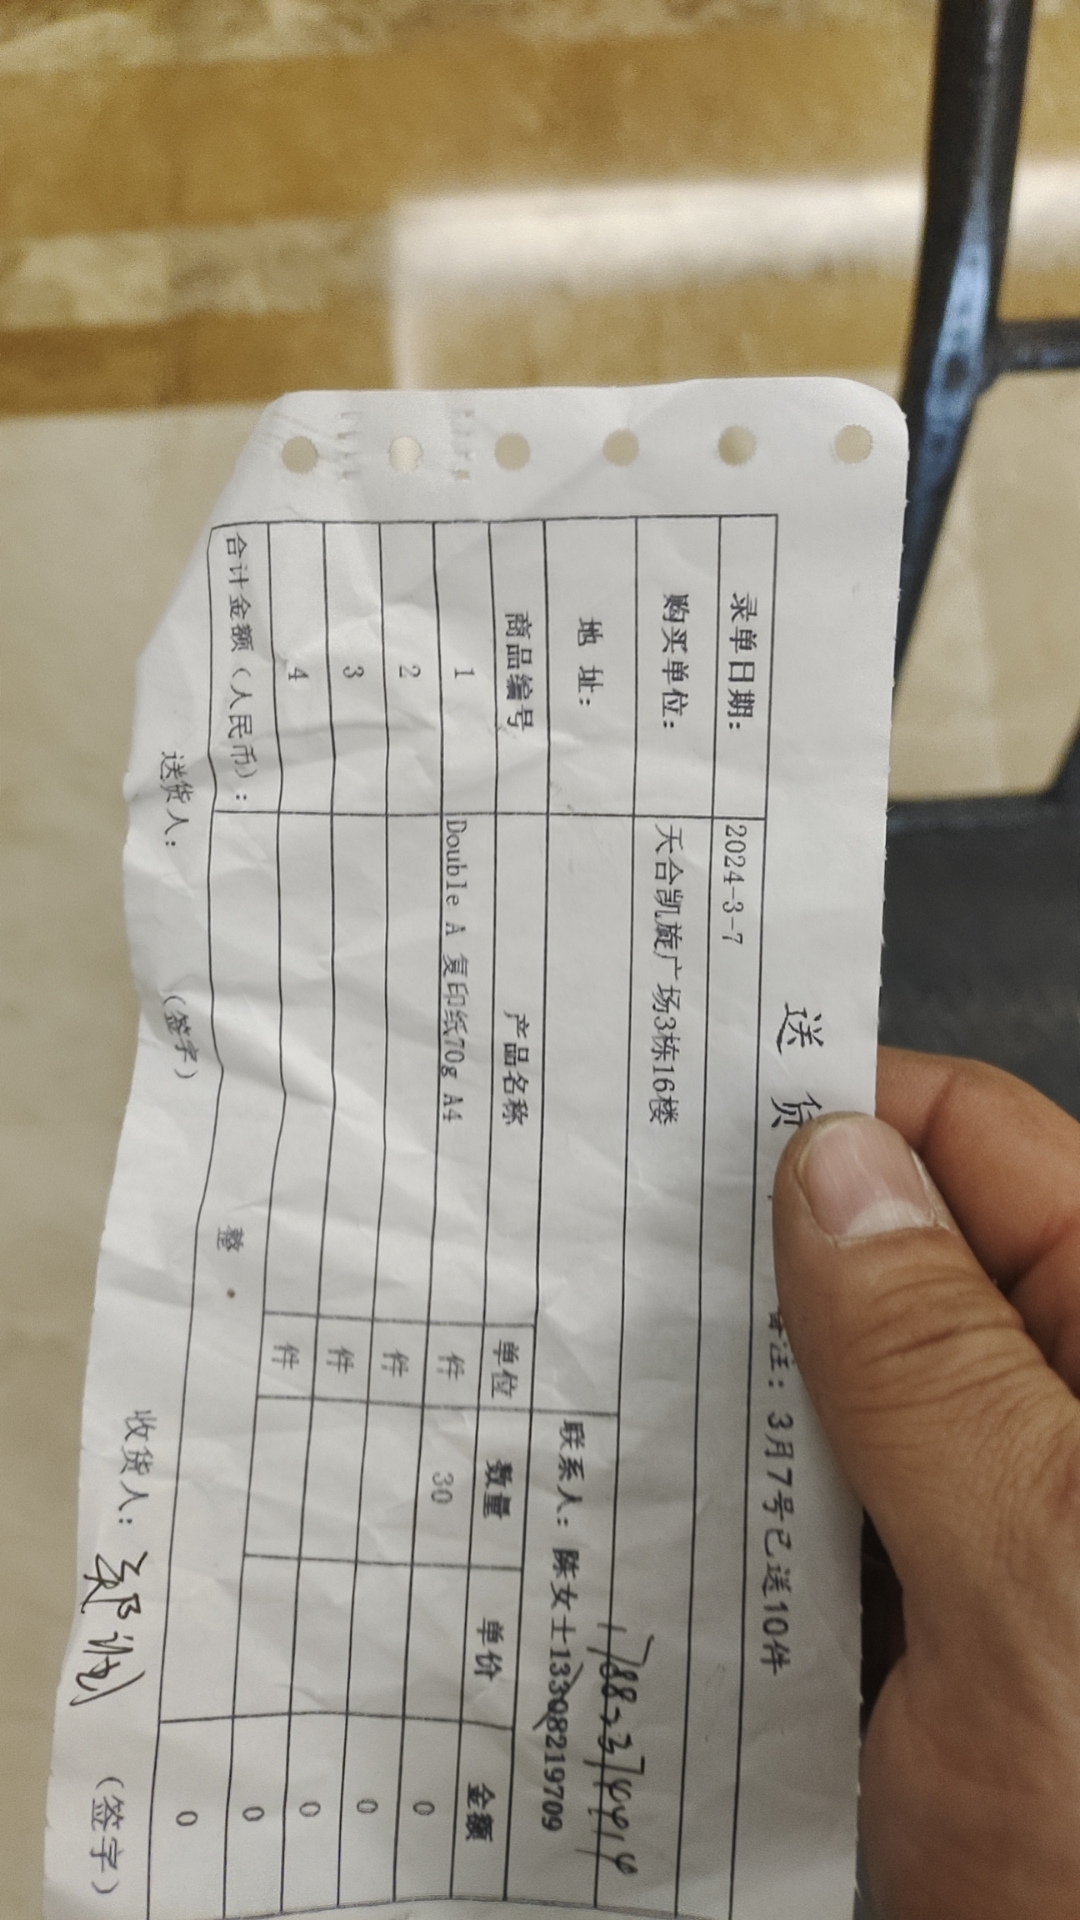 送 货
备注：3月7号已送10件
录单日期： 2024-3-7
购买单位： 天合凯旋广场3栋16楼
17882374414
地 址： 联系人： 陈女士13308219709
商品编号 产品名称 单位 数量 单价 金额
1 Double A 复印纸70g A4 件 30 0
2 件 0
3 件 0
4 件 0
合计金额（人民币）： 整 0
送货人： （签字） 收货人： （签字）